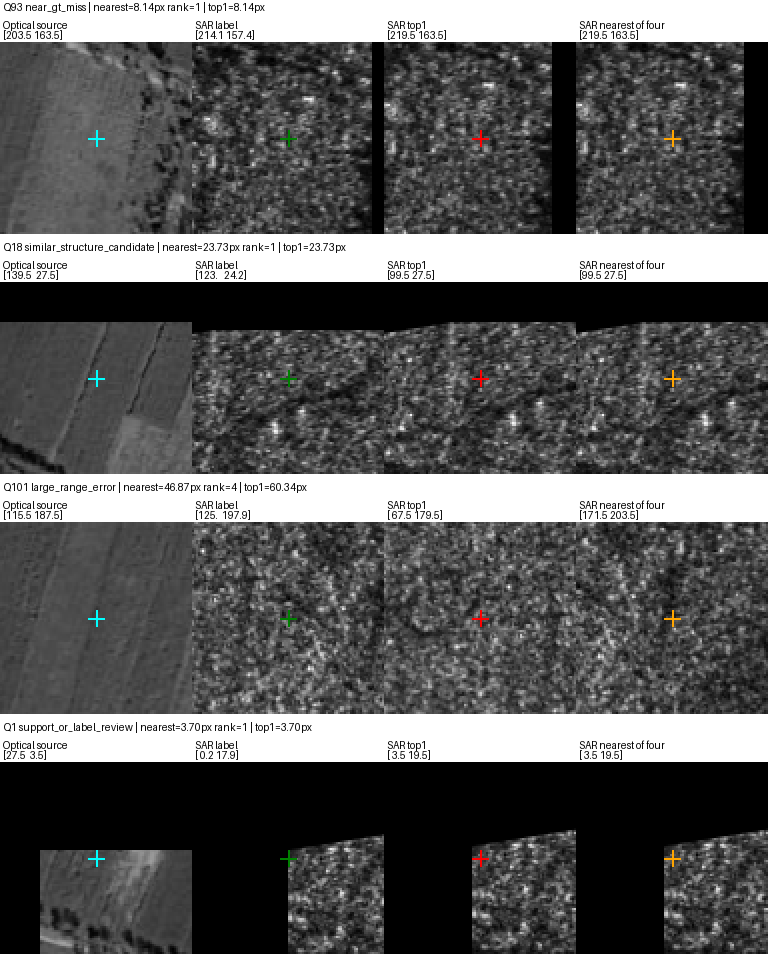 Q93 near_gt_miss | nearest=8.14px rank=1 | top1=8.14px
Optical source SAR label SAR top1 SAR nearest of four
[203.5 163.5] [214.1 157.4] [219.5 163.5] [219.5 163.5]
Q18 similar_structure_candidate | nearest=23.73px rank=1 | top1=23.73px
Optical source SAR label SAR top1 SAR nearest of four
[139.5 27.5] [123. 24.2] [99.5 27.5] [99.5 27.5]
Q101 large_range_error | nearest=46.87px rank=4 | top1=60.34px
Optical source SAR label SAR top1 SAR nearest of four
[115.5 187.5] [125. 197.9] [67.5 179.5] [171.5 203.5]
Q1 support_or_label_review | nearest=3.70px rank=1 | top1=3.70px
Optical source SAR label SAR top1 SAR nearest of four
[27.5 3.5] [0.2 17.9] [3.5 19.5] [3.5 19.5]